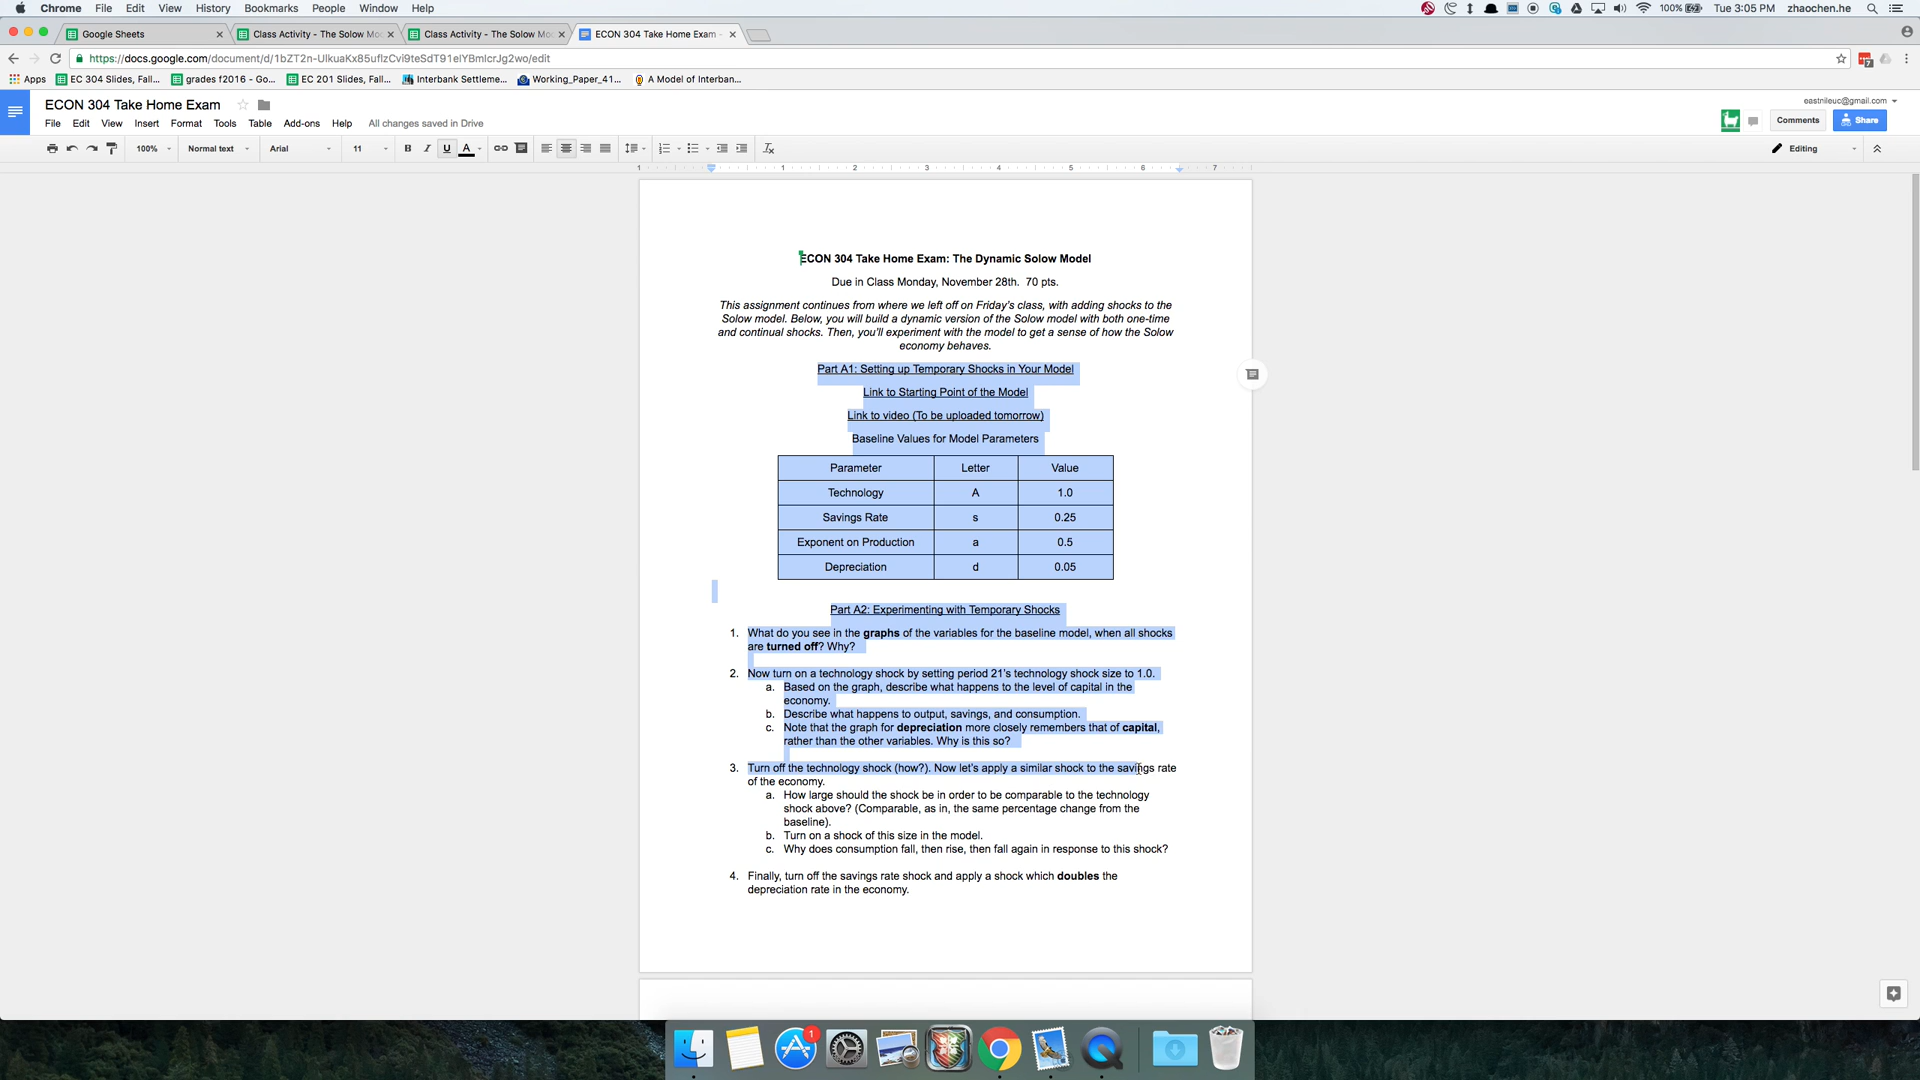 Chrome File Edit View History Bookmarks People Window Help 100% Tue 3:05 PM zhaochen.he
Google Sheets Class Activity - The Solow Mo Class Activity - The Solow Mo ECON 304 Take Home Exam -
https://docs.google.com/document/d/1bZT2n-UlkuaKx85uflzCvi9teSdT91elYBmlcrJg2wo/edit
Apps EC 304 Slides, Fall... grades f2016 - Go... EC 201 Slides, Fall... Interbank Settleme... Working_Paper_41... A Model of Interban...
ECON 304 Take Home Exam
eastnileuc@gmail.com
File Edit View Insert Format Tools Table Add-ons Help All changes saved in Drive
Comments Share
100% Normal text Arial 11 B I U A Editing
1 1 2 3 4 5 6 7
ECON 304 Take Home Exam: The Dynamic Solow Model
Due in Class Monday, November 28th. 70 pts.
This assignment continues from where we left off on Friday's class, with adding shocks to the
Solow model. Below, you will build a dynamic version of the Solow model with both one-time
and continual shocks. Then, you'll experiment with the model to get a sense of how the Solow
economy behaves.
Part A1: Setting up Temporary Shocks in Your Model
Link to Starting Point of the Model
Link to video (To be uploaded tomorrow)
Baseline Values for Model Parameters
Parameter Letter Value
Technology A 1.0
Savings Rate s 0.25
Exponent on Production a 0.5
Depreciation d 0.05
Part A2: Experimenting with Temporary Shocks
1. What do you see in the graphs of the variables for the baseline model, when all shocks
are turned off? Why?
2. Now turn on a technology shock by setting period 21's technology shock size to 1.0.
a. Based on the graph, describe what happens to the level of capital in the
economy.
b. Describe what happens to output, savings, and consumption.
c. Note that the graph for depreciation more closely remembers that of capital,
rather than the other variables. Why is this so?
3. Turn off the technology shock (how?). Now let's apply a similar shock to the savings rate
of the economy.
a. How large should the shock be in order to be comparable to the technology
shock above? (Comparable, as in, the same percentage change from the
baseline).
b. Turn on a shock of this size in the model.
c. Why does consumption fall, then rise, then fall again in response to this shock?
4. Finally, turn off the savings rate shock and apply a shock which doubles the
depreciation rate in the economy.
1